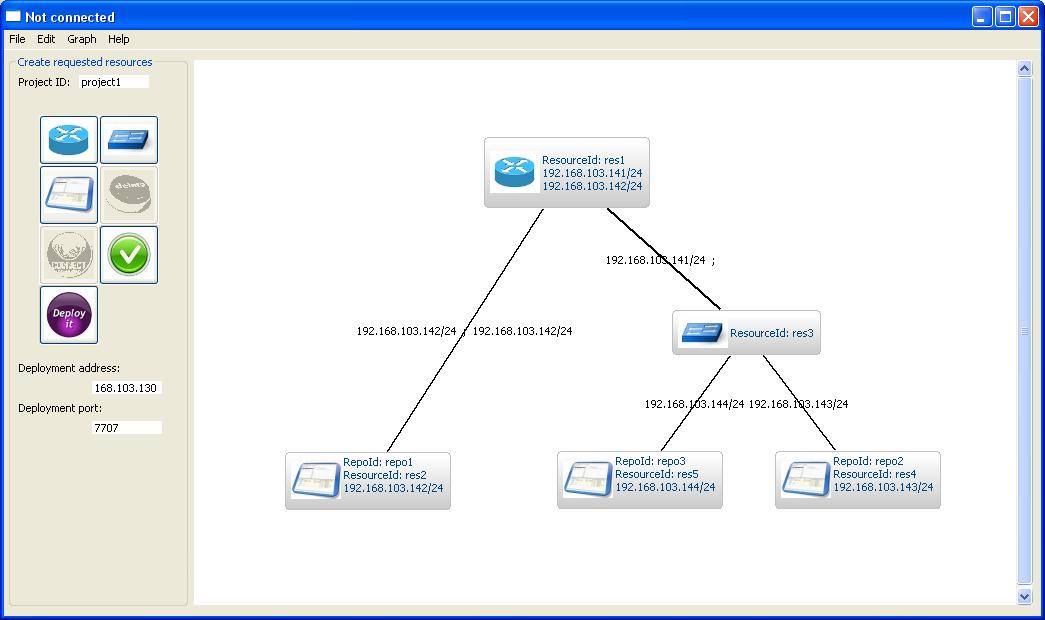 Not connected
File Edit Graph Help
Create requested resources
Project ID: project1
Deploy
it
Deployment address:
168.103.130
Deployment port:
7707
ResourceId: res1
192.168.103.141/24
192.168.103.142/24
192.168.103.141/24 ;
192.168.103.142/24 ; 192.168.103.142/24
ResourceId: res3
192.168.103.144/24 192.168.103.143/24
RepoId: repo1
ResourceId: res2
192.168.103.142/24
RepoId: repo3
ResourceId: res5
192.168.103.144/24
RepoId: repo2
ResourceId: res4
192.168.103.143/24